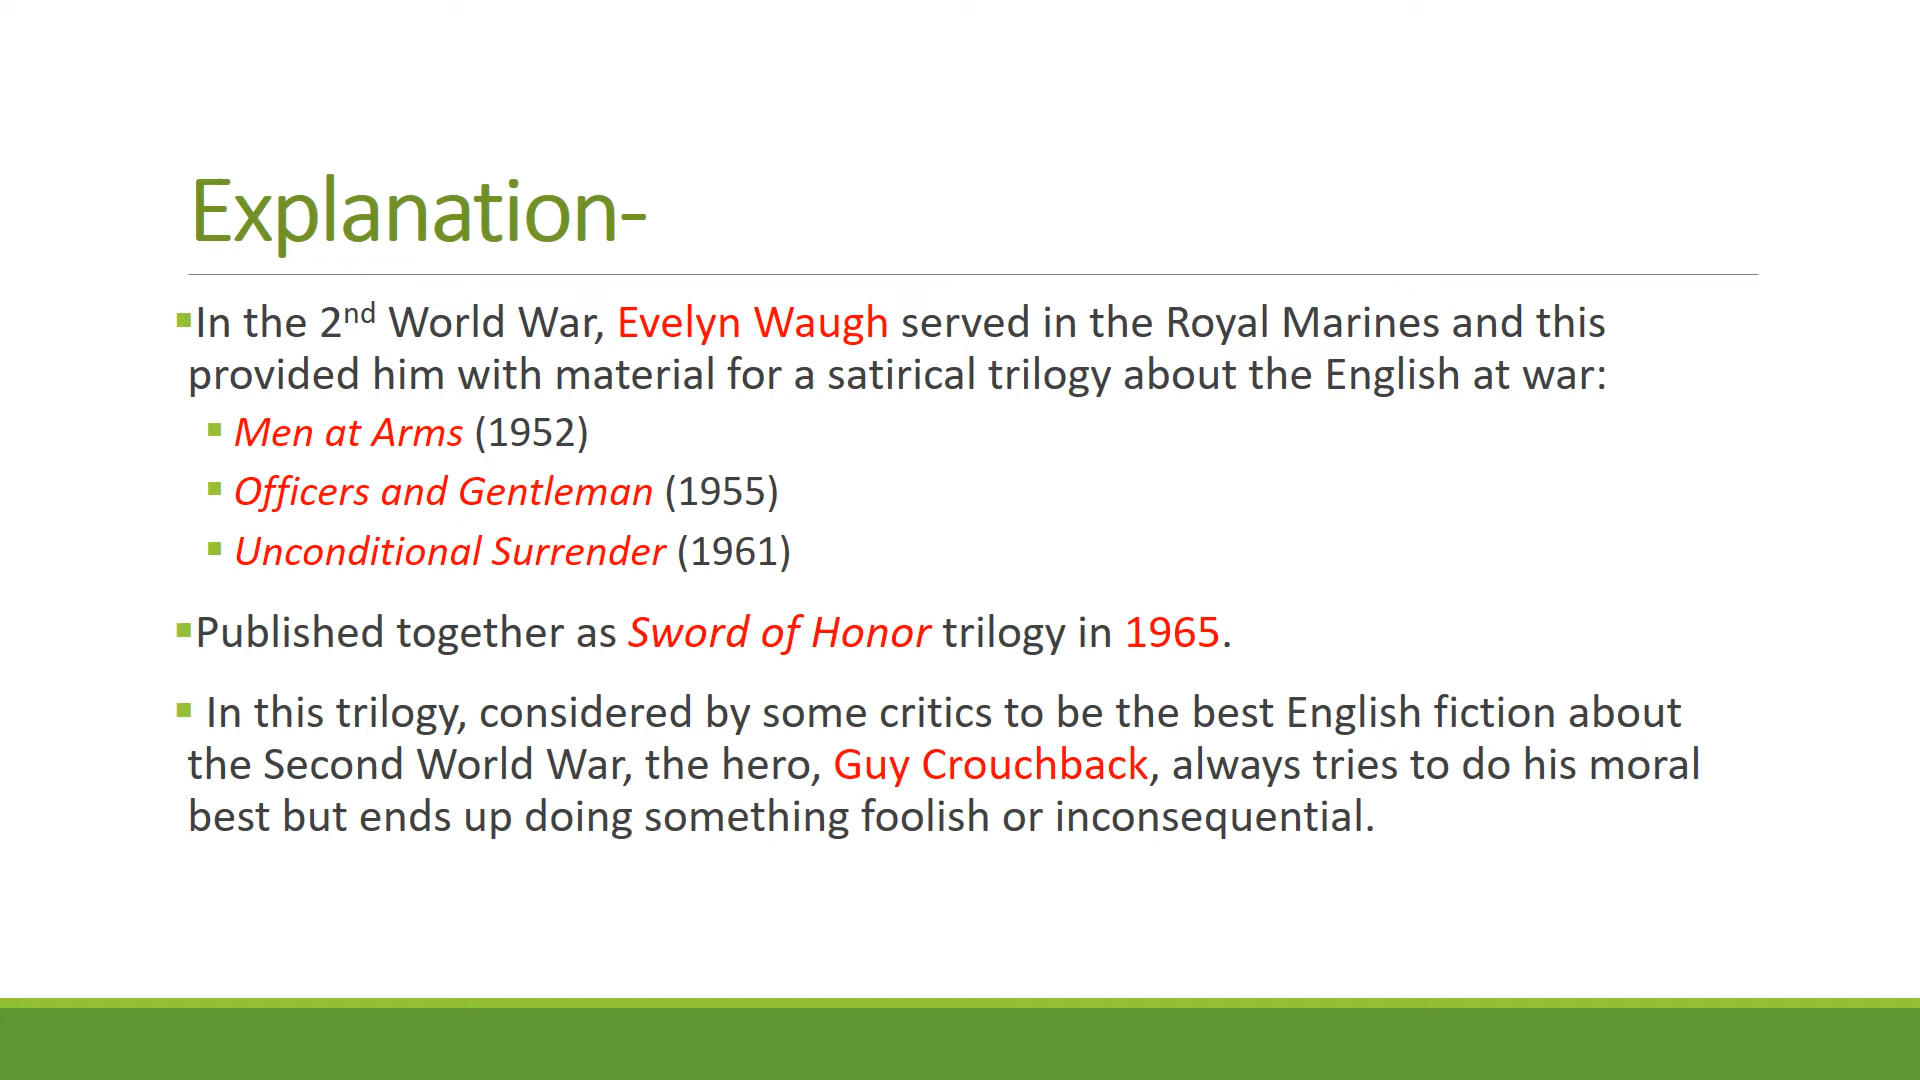 Explanation-
▪In the 2nd World War, Evelyn Waugh served in the Royal Marines and this
provided him with material for a satirical trilogy about the English at war:
▪ Men at Arms (1952)
▪ Officers and Gentleman (1955)
▪ Unconditional Surrender (1961)
▪Published together as Sword of Honor trilogy in 1965.
▪ In this trilogy, considered by some critics to be the best English fiction about
the Second World War, the hero, Guy Crouchback, always tries to do his moral
best but ends up doing something foolish or inconsequential.